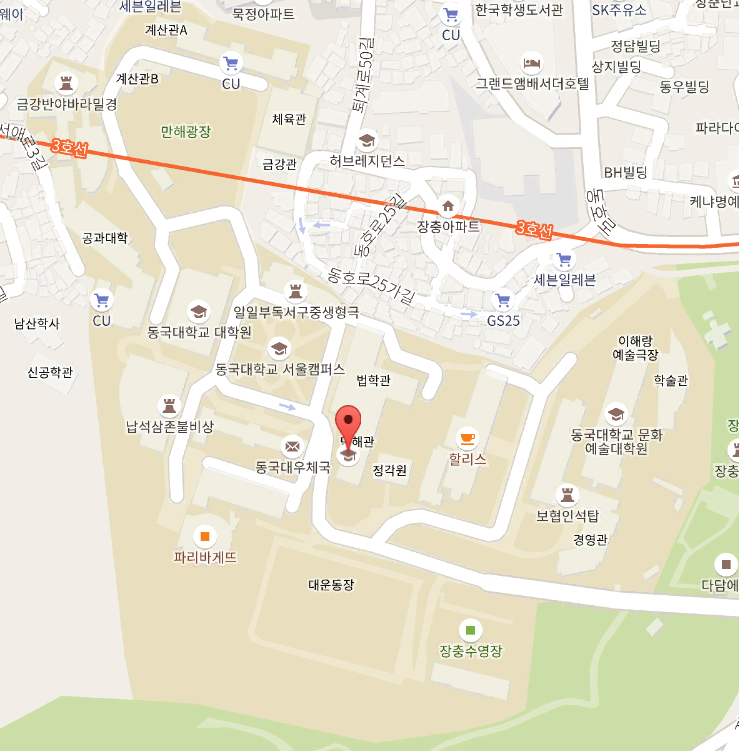 웨이
세븐일레븐
묵정아파트
한국학생도서관
SK주유소
계산관A
CU
정담빌딩
상지빌딩
계산관B
CU
그랜드앰배서더호텔
동우빌딩
금강반야바라밀경
퇴계로50길
체육관
만해광장
파라다이
서애로3길
3호선
금강관
허브레지던스
BH빌딩
케냐명예
동호로
공과대학
동호로25길
장충아파트
3호선
동호로25가길
세븐일레븐
CU
일일부독서구중생형극
GS25
남산학사
동국대학교 대학원
이해랑
예술극장
신공학관
동국대학교 서울캠퍼스
법학관
학술관
납석삼존불비상
만해관
동국대학교 문화
예술대학원
동국대우체국
정각원
할리스
장충
보협인석탑
경영관
파리바게뜨
대운동장
다담에
장충수영장